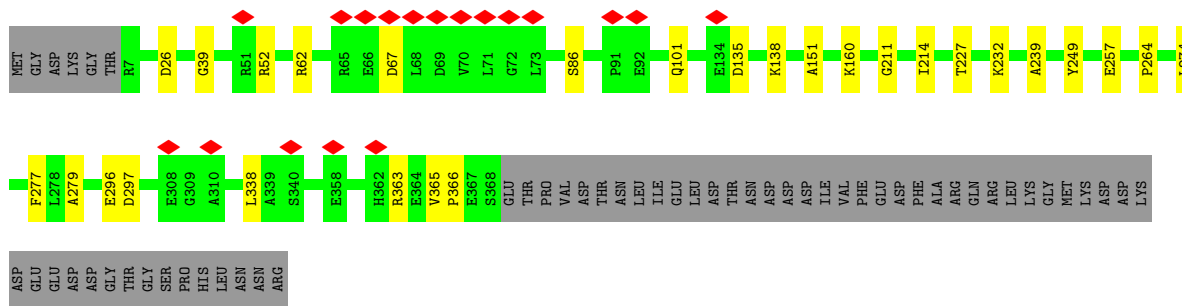 MET GLY ASP LYS GLY THR R7 D26 G39 R51 R52 R62 R65 E66 D67 L68 D69 V70 L71 G72 L73 S86 P91 E92 Q101 E134 D135 K138 A151 K160 G211 I214 T227 K232 A239 Y249 E257 P264 L274
F277 L278 A279 E296 D297 E308 G309 A310 L338 A339 S340 E358 H362 R363 E364 V365 P366 E367 S368 GLU THR PRO VAL ASP THR ASN LEU ILE GLU LEU ASP THR ASN ASP ASP ASP ILE VAL PHE GLU ASP PHE ALA ARG GLN ARG LEU LYS GLY MET LYS ASP ASP LYS
ASP GLU GLU ASP ASP GLY THR GLY SER PRO HIS LEU ASN ASN ARG